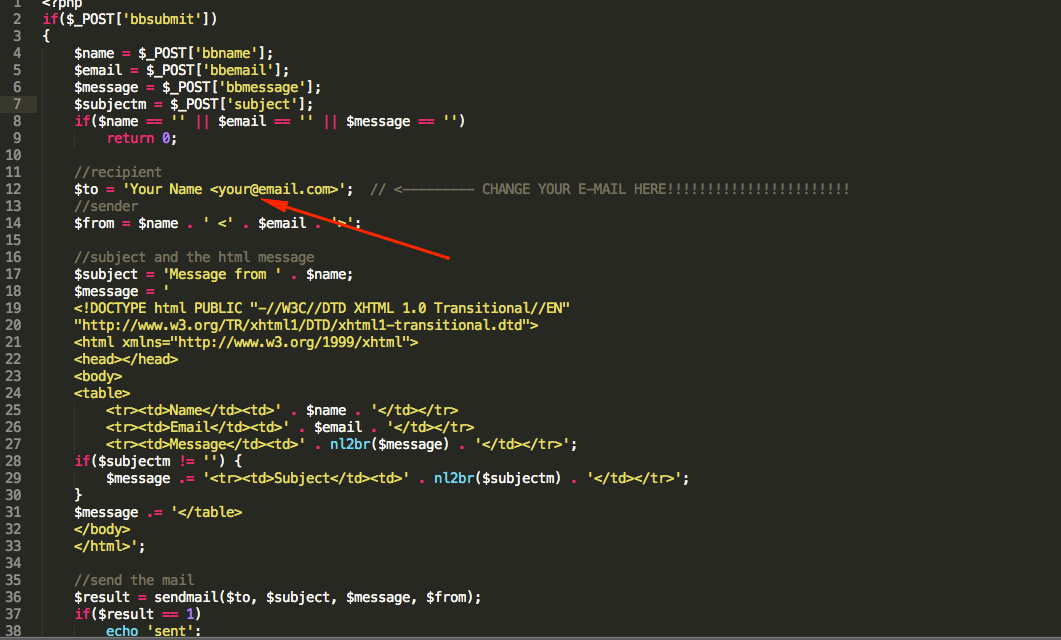 1 <?php
2 if($_POST['bbsubmit'])
3 {
4 $name = $_POST['bbname'];
5 $email = $_POST['bbemail'];
6 $message = $_POST['bbmessage'];
7 $subjectm = $_POST['subject'];
8 if($name == '' || $email == '' || $message == '')
9 return 0;
10
11 //recipient
12 $to = 'Your Name <your@email.com>'; // <--------- CHANGE YOUR E-MAIL HERE!!!!!!!!!!!!!!!!!!!!!!!
13 //sender
14 $from = $name . ' <' . $email . '>';
15
16 //subject and the html message
17 $subject = 'Message from ' . $name;
18 $message = '
19 <!DOCTYPE html PUBLIC "-//W3C//DTD XHTML 1.0 Transitional//EN"
20 "http://www.w3.org/TR/xhtml1/DTD/xhtml1-transitional.dtd">
21 <html xmlns="http://www.w3.org/1999/xhtml">
22 <head></head>
23 <body>
24 <table>
25 <tr><td>Name</td><td>' . $name . '</td></tr>
26 <tr><td>Email</td><td>' . $email . '</td></tr>
27 <tr><td>Message</td><td>' . nl2br($message) . '</td></tr>';
28 if($subjectm != '') {
29 $message .= '<tr><td>Subject</td><td>' . nl2br($subjectm) . '</td></tr>';
30 }
31 $message .= '</table>
32 </body>
33 </html>';
34
35 //send the mail
36 $result = sendmail($to, $subject, $message, $from);
37 if($result == 1)
38 echo 'sent';